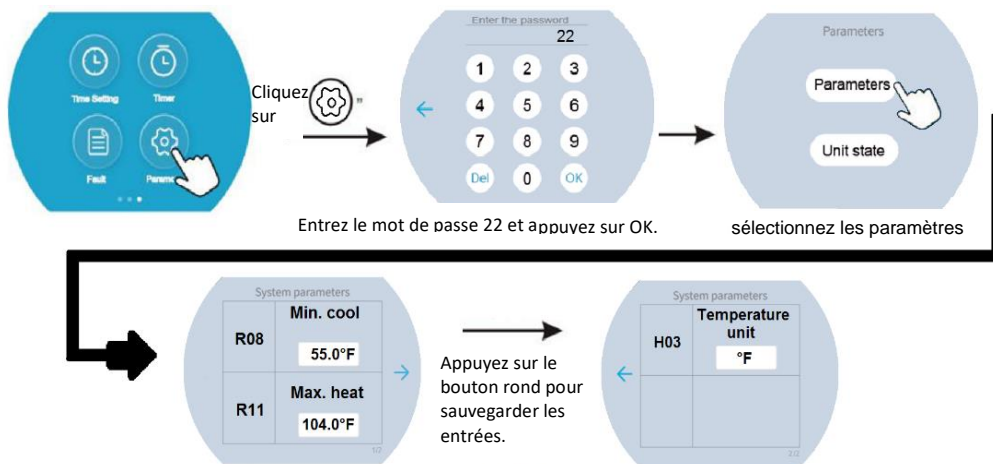 Time Setting
Timer
Fault
Parame
Cliquez
sur
"
Enter the password
22
1 2 3
4 5 6
7 8 9
Del 0 OK
Entrez le mot de passe 22 et appuyez sur OK.
Parameters
Parameters
Unit state
sélectionnez les paramètres
System parameters
R08
Min. cool
55.0°F
R11
Max. heat
104.0°F
1/2
Appuyez sur le
bouton rond pour
sauvegarder les
entrées.
System parameters
H03
Temperature
unit
°F
2/2